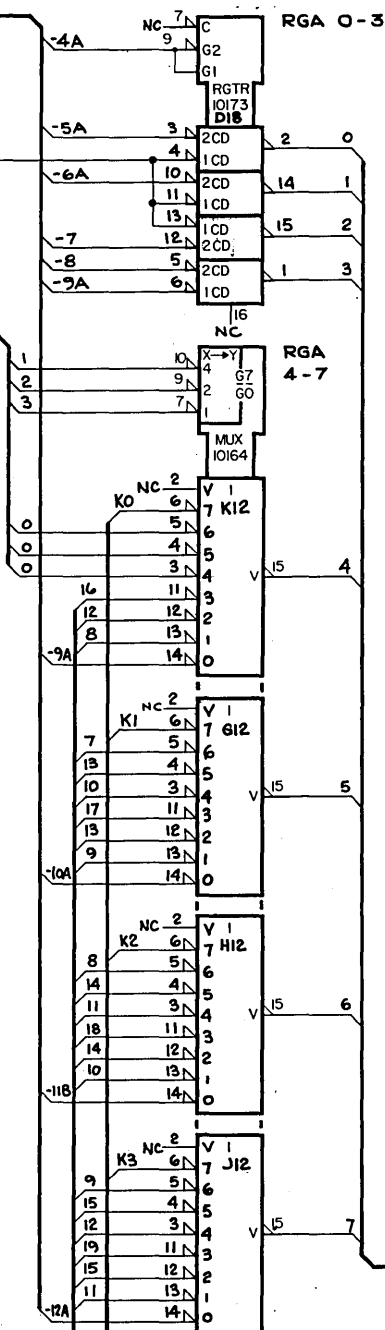 NC 7 C RGA 0-3
-4A 9 G2
G1
RGTR
10173
D18
-5A 3 2CD 2 0
4 1CD
-6A 10 2CD 14 1
11 1CD
13 1CD 15 2
-7 12 2CD
-8 5 2CD 1 3
-9A 6 1CD
16
NC
X→Y RGA
4-7
1 10 4 G7
2 9 2 G0
3 7 1
MUX
10164
NC 2 V 1
K0 6 7 K12
0 5 6
0 4 5
0 3 4 V 15 4
16 11 3
12 12 2
8 13 1
-9A 14 0
NC 2 V 1
K1 6 7 G12
7 5 6
13 4 5
10 3 4 V 15 5
17 11 3
13 12 2
9 13 1
-10A 14 0
NC 2 V 1
K2 6 7 H12
8 5 6
14 4 5
11 3 4 V 15 6
18 11 3
14 12 2
10 13 1
-11B 14 0
NC 2 V 1
K3 6 7 J12
9 5 6
15 4 5
12 3 4 V 15 7
19 11 3
15 12 2
11 13 1
-12A 14 0